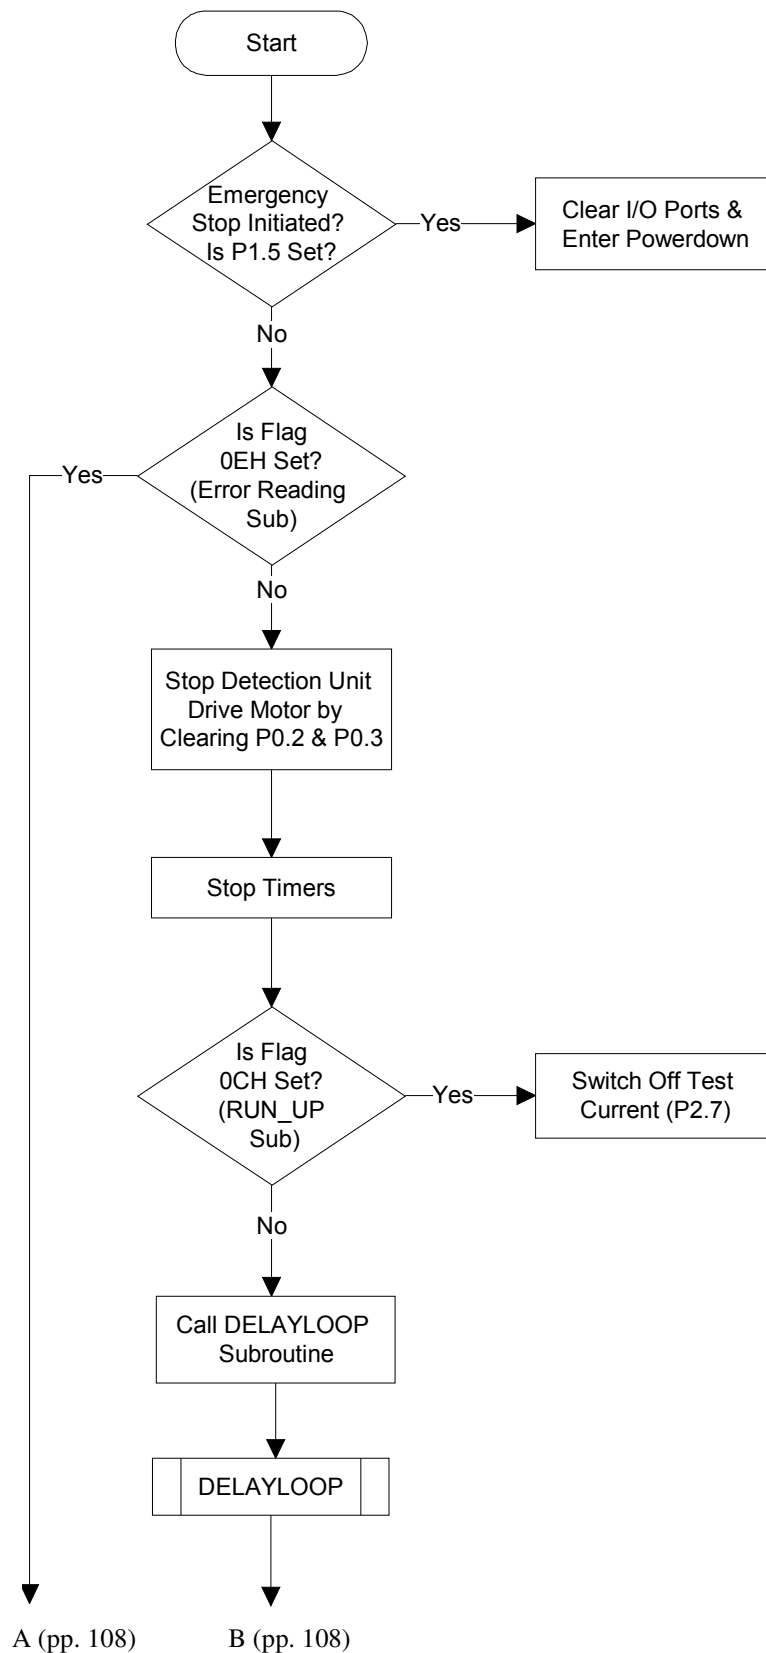 Start
Emergency
Stop Initiated?
Is P1.5 Set?
Yes
Clear I/O Ports &
Enter Powerdown
No
Is Flag
0EH Set?
(Error Reading
Sub)
Yes
No
Stop Detection Unit
Drive Motor by
Clearing P0.2 & P0.3
Stop Timers
Is Flag
0CH Set?
(RUN_UP
Sub)
Yes
Switch Off Test
Current (P2.7)
No
Call DELAYLOOP
Subroutine
DELAYLOOP
A (pp. 108)
B (pp. 108)